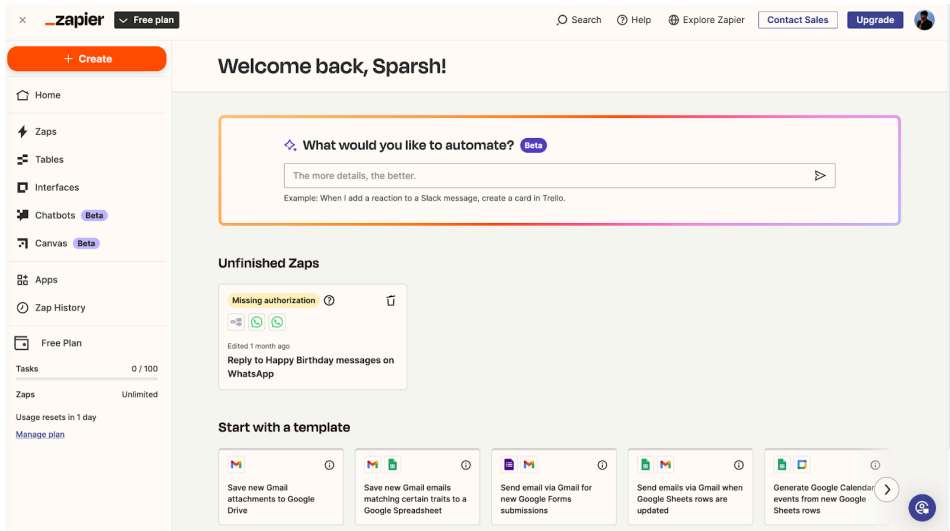 _zapier
Free plan
Search
Help
Explore Zapier
Contact Sales
Upgrade
+ Create
Home
Zaps
Tables
Interfaces
Chatbots Beta
Canvas Beta
Apps
Zap History
Free Plan
Tasks 0 / 100
Zaps Unlimited
Usage resets in 1 day
Manage plan
Welcome back, Sparsh!
What would you like to automate? Beta
The more details, the better.
Example: When I add a reaction to a Slack message, create a card in Trello.
Unfinished Zaps
Missing authorization
Edited 1 month ago
Reply to Happy Birthday messages on
WhatsApp
Start with a template
Save new Gmail
attachments to Google
Drive
Save new Gmail emails
matching certain traits to a
Google Spreadsheet
Send email via Gmail for
new Google Forms
submissions
Send emails via Gmail when
Google Sheets rows are
updated
Generate Google Calendar
events from new Google
Sheets rows